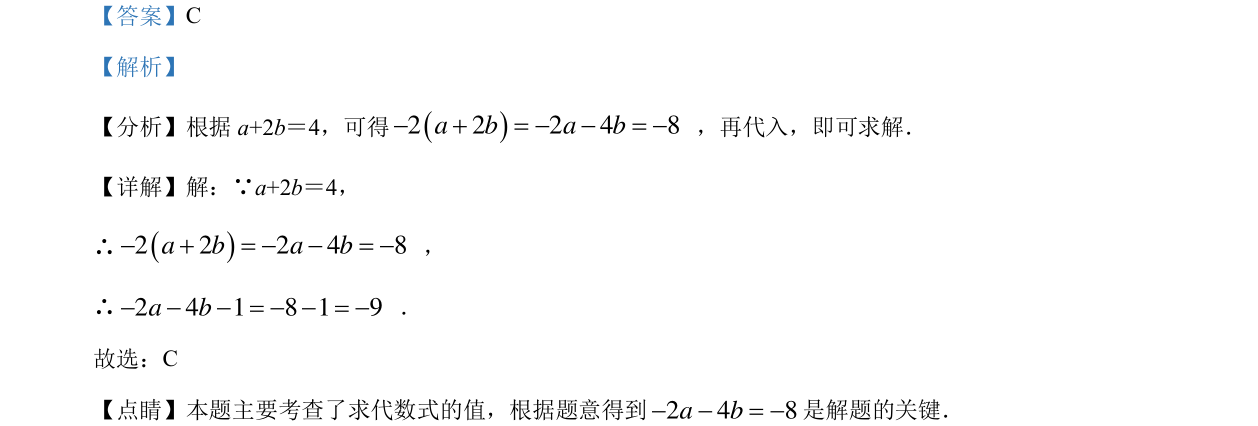 【答案】C
【解析】
【分析】根据 a+2b＝4，可得−2(a+2b)=−2a−4b=−8 ，再代入，即可求解．
【详解】解：∵a+2b＝4，
∴−2(a+2b)=−2a−4b=−8 ，
∴−2a−4b−1=−8−1=−9 ．
故选：C
【点睛】本题主要考查了求代数式的值，根据题意得到−2a−4b=−8是解题的关键．